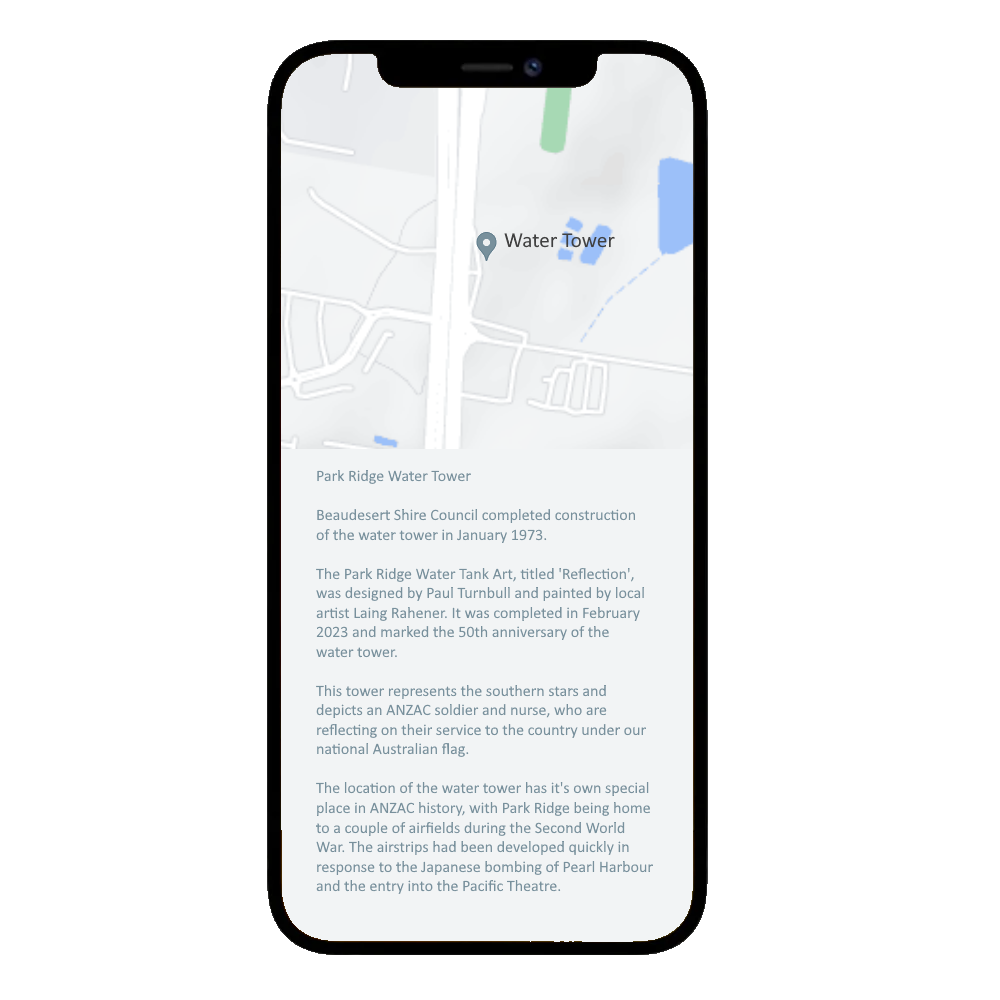 Water Tower
Park Ridge Water Tower
Beaudesert Shire Council completed construction
of the water tower in January 1973.
The Park Ridge Water Tank Art, titled 'Reflection',
was designed by Paul Turnbull and painted by local
artist Laing Rahener. It was completed in February
2023 and marked the 50th anniversary of the
water tower.
This tower represents the southern stars and
depicts an ANZAC soldier and nurse, who are
reflecting on their service to the country under our
national Australian flag.
The location of the water tower has it's own special
place in ANZAC history, with Park Ridge being home
to a couple of airfields during the Second World
War. The airstrips had been developed quickly in
response to the Japanese bombing of Pearl Harbour
and the entry into the Pacific Theatre.